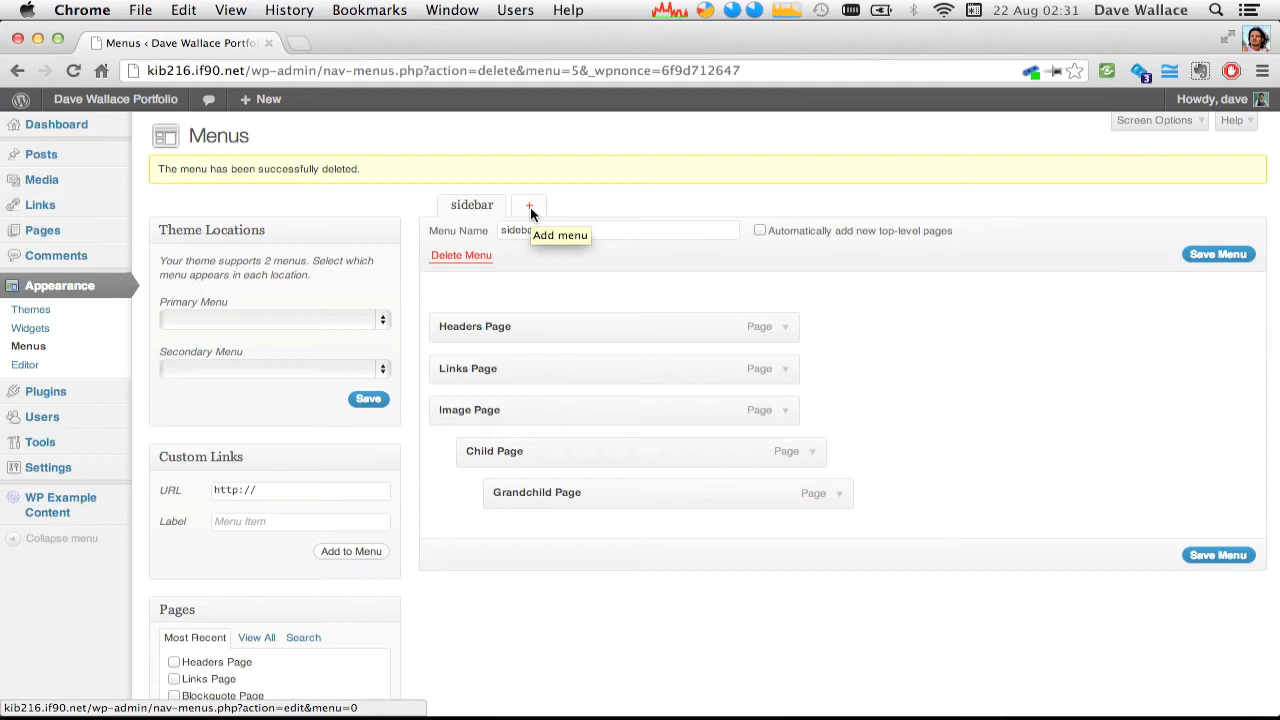 Chrome File Edit View History Bookmarks Window Users Help 22 Aug 02:31 Dave Wallace
Menus ‹ Dave Wallace Portfo
kib216.if90.net/wp-admin/nav-menus.php?action=delete&menu=5&_wpnonce=6f9d712647
3
Dave Wallace Portfolio + New Howdy, dave
Screen Options Help
Dashboard
Posts
Media
Links
Pages
Comments
Appearance
Themes
Widgets
Menus
Editor
Plugins
Users
Tools
Settings
WP Example
Content
Collapse menu
Menus
The menu has been successfully deleted.
Theme Locations
Your theme supports 2 menus. Select which
menu appears in each location.
Primary Menu
Secondary Menu
Save
Custom Links
URL http://
Label Menu Item
Add to Menu
Pages
Most Recent View All Search
Headers Page
Links Page
Blockquote Page
sidebar +
Menu Name Automatically add new top-level pages
Add menu
Delete Menu Save Menu
Headers Page Page
Links Page Page
Image Page Page
Child Page Page
Grandchild Page Page
Save Menu
kib216.if90.net/wp-admin/nav-menus.php?action=edit&menu=0